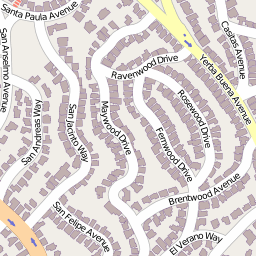 Santa Paula Avenue
San Anselmo Avenue
Casitas Avenue
Yerba Buena Avenue
Ravenwood Drive
Rosewood Drive
San Andreas Way
San Jacinto Way
Maywood Drive
Fernwood Drive
Brentwood Avenue
San Felipe Avenue
El Verano Way